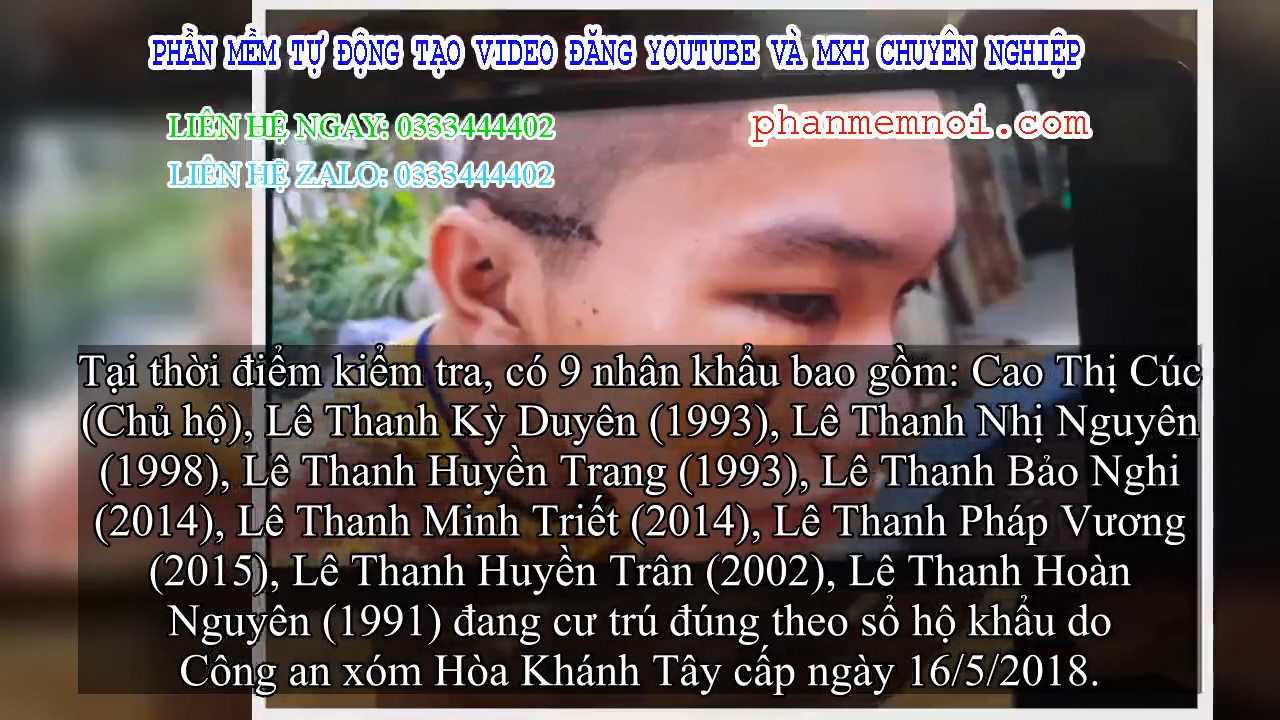 PHẦN MỀM TỰ ĐỘNG TẠO VIDEO ĐĂNG YOUTUBE VÀ MXH CHUYÊN NGHIỆP
LIÊN HỆ NGAY: 0333444402
phanmemnoi.com
LIÊN HỆ ZALO: 0333444402
Tại thời điểm kiểm tra, có 9 nhân khẩu bao gồm: Cao Thị Cúc
(Chủ hộ), Lê Thanh Kỳ Duyên (1993), Lê Thanh Nhị Nguyên
(1998), Lê Thanh Huyền Trang (1993), Lê Thanh Bảo Nghi
(2014), Lê Thanh Minh Triết (2014), Lê Thanh Pháp Vương
(2015), Lê Thanh Huyền Trân (2002), Lê Thanh Hoàn
Nguyên (1991) đang cư trú đúng theo sổ hộ khẩu do
Công an xóm Hòa Khánh Tây cấp ngày 16/5/2018.